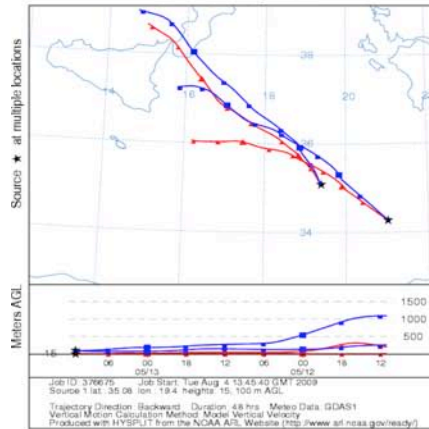 Source ★ at multiple locations
38
14
16
18
20
22
36
18
34
Meters AGL
1500
1000
500
15
06 00 18 12 06 00 18 12
05/13 05/12
Job ID: 376675 Job Start: Tue Aug 4 13:45:40 GMT 2009
Source 1 lat.: 35.08 lon.: 19.4 heights: 15, 100 m AGL
Trajectory Direction: Backward Duration: 48 hrs Meteo Data: GDAS1
Vertical Motion Calculation Method: Model Vertical Velocity
Produced with HYSPLIT from the NOAA ARL Website (http://www.arl.noaa.gov/ready/)